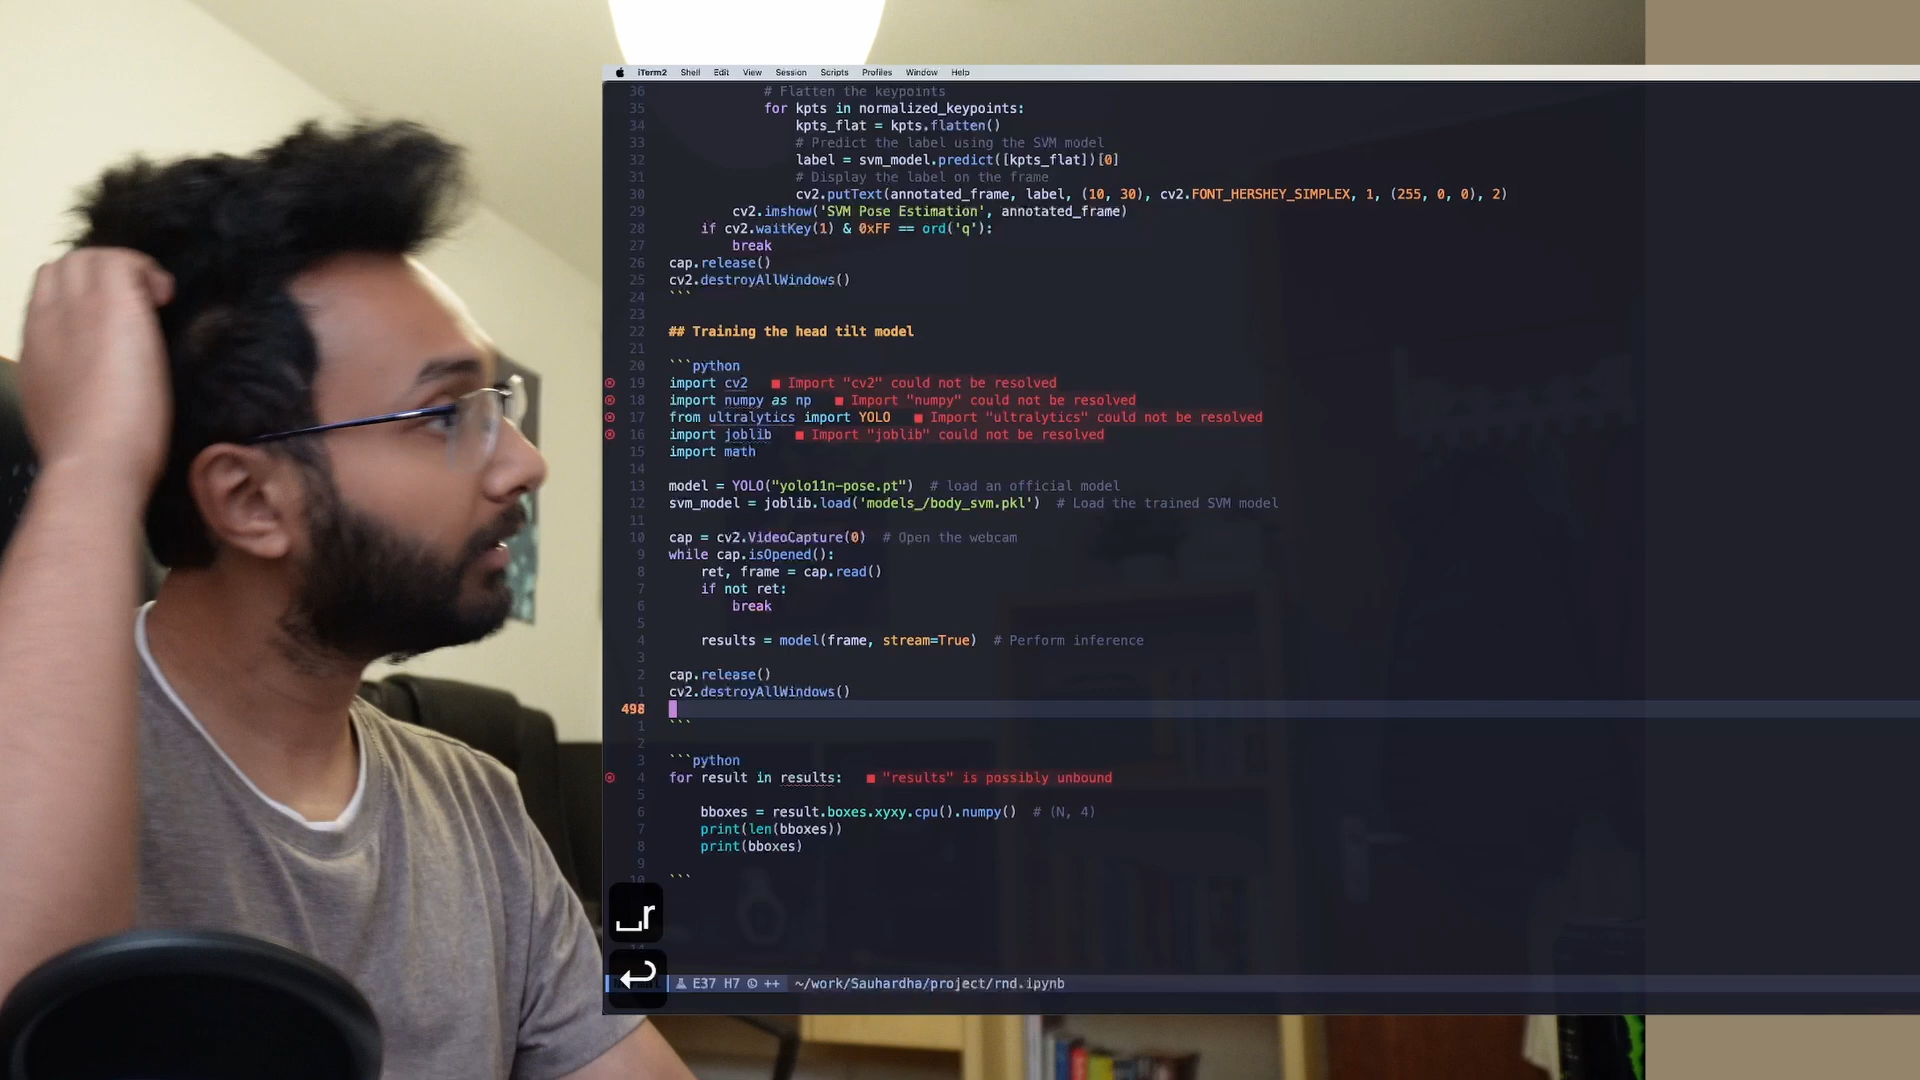 iTerm2 Shell Edit View Session Scripts Profiles Window Help
36 # Flatten the keypoints
35 for kpts in normalized_keypoints:
34 kpts_flat = kpts.flatten()
33 # Predict the label using the SVM model
32 label = svm_model.predict([kpts_flat])[0]
31 # Display the label on the frame
30 cv2.putText(annotated_frame, label, (10, 30), cv2.FONT_HERSHEY_SIMPLEX, 1, (255, 0, 0), 2)
29 cv2.imshow('SVM Pose Estimation', annotated_frame)
28 if cv2.waitKey(1) & 0xFF == ord('q'):
27 break
26 cap.release()
25 cv2.destroyAllWindows()
24 ```
23
22 ## Training the head tilt model
21
20 ```python
19 import cv2 ■ Import "cv2" could not be resolved
18 import numpy as np ■ Import "numpy" could not be resolved
17 from ultralytics import YOLO ■ Import "ultralytics" could not be resolved
16 import joblib ■ Import "joblib" could not be resolved
15 import math
14
13 model = YOLO("yolo11n-pose.pt") # load an official model
12 svm_model = joblib.load('models_/body_svm.pkl') # Load the trained SVM model
11
10 cap = cv2.VideoCapture(0) # Open the webcam
9 while cap.isOpened():
8 ret, frame = cap.read()
7 if not ret:
6 break
5
4 results = model(frame, stream=True) # Perform inference
3
2 cap.release()
1 cv2.destroyAllWindows()
498
1 ```
2
3 ```python
4 for result in results: ■ "results" is possibly unbound
5
6 bboxes = result.boxes.xyxy.cpu().numpy() # (N, 4)
7 print(len(bboxes))
8 print(bboxes)
9
10 ```
r
14
E37 H7 © ++ ~/work/Sauhardha/project/rnd.ipynb